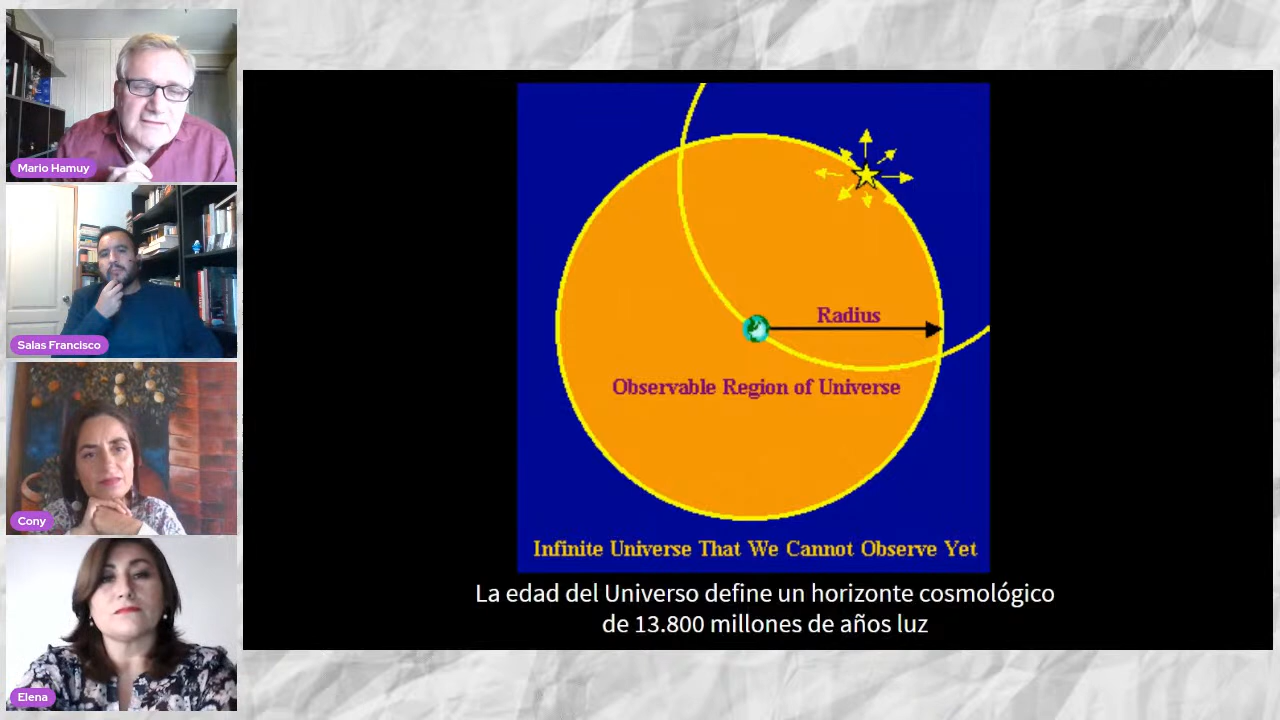 Mario Hamuy
Salas Francisco
Cony
Elena
Radius
Observable Region of Universe
Infinite Universe That We Cannot Observe Yet
La edad del Universo define un horizonte cosmológico
de 13.800 millones de años luz